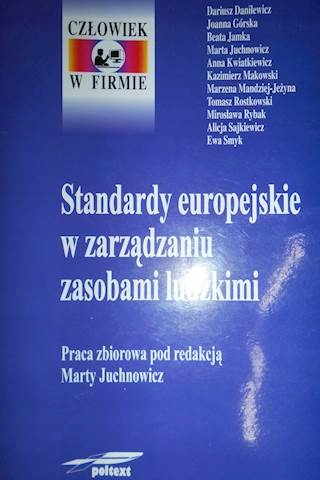 CZŁOWIEK
W FIRMIE
Dariusz Danilewicz
Joanna Górska
Beata Jamka
Marta Juchnowicz
Anna Kwiatkiewicz
Kazimierz Makowski
Marzena Mandziej-Jeżyna
Tomasz Rostkowski
Mirosława Rybak
Alicja Sajkiewicz
Ewa Smyk
Standardy europejskie
w zarządzaniu
zasobami ludzkimi
Praca zbiorowa pod redakcją
Marty Juchnowicz
poltext